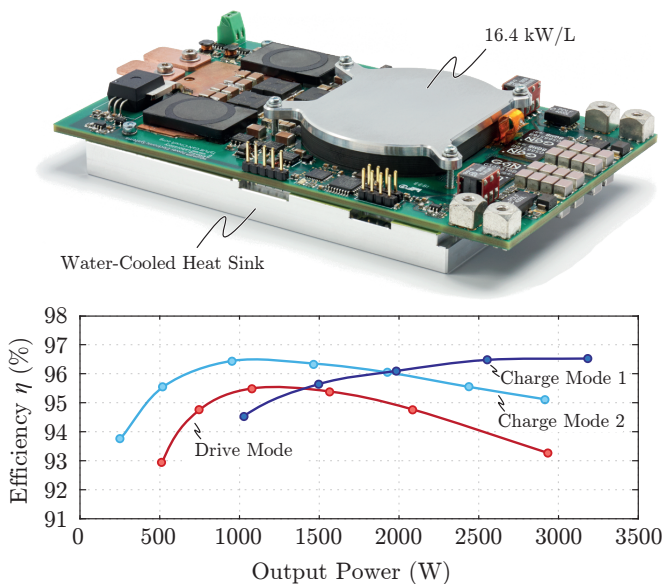 16.4 kW/L
Water-Cooled Heat Sink
98
97
96
95
94
93
92
91
Efficiency η (%)
Charge Mode 1
Charge Mode 2
Drive Mode
0 500 1000 1500 2000 2500 3000 3500
Output Power (W)